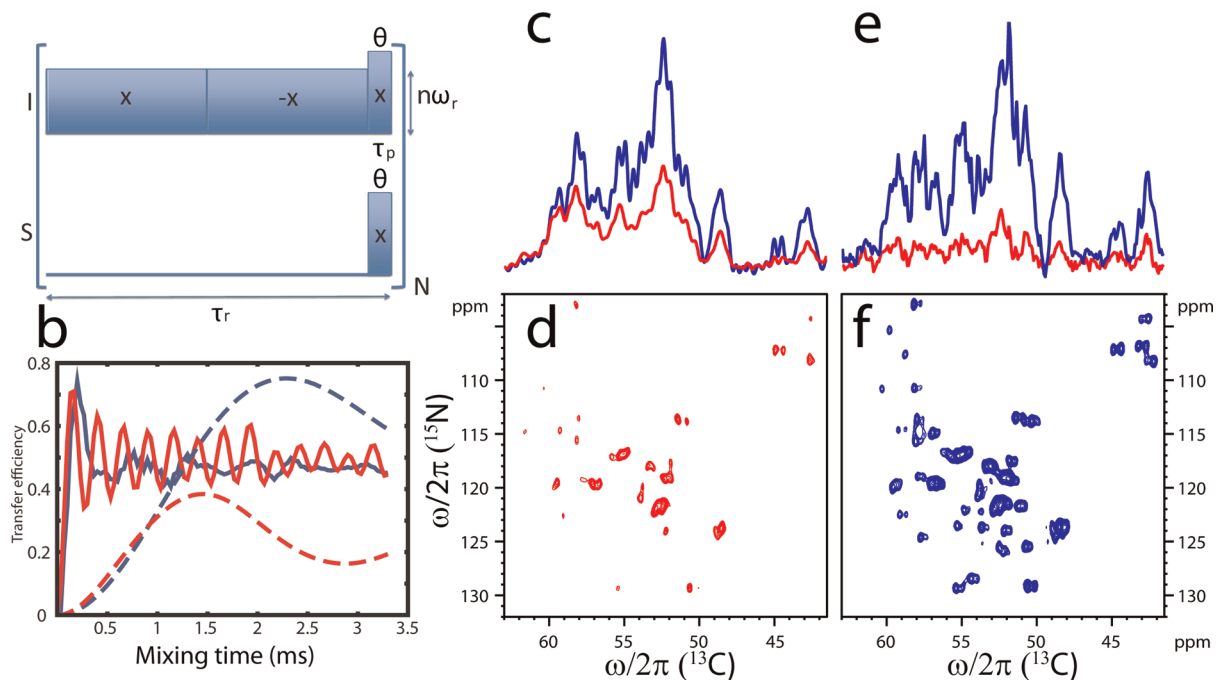 c
e
θ
I
x
-x
x
nωr
τp
θ
S
x
N
τr
b
d
f
ppm
ppm
0.8
0.6
0.4
0.2
0
Transfer efficiency
0.5
1
1.5
2
2.5
3
3.5
Mixing time (ms)
110
115
120
125
130
ω/2π (15N)
60
55
50
45
ω/2π (13C)
110
115
120
125
130
ω/2π (15N)
60
55
50
45
ppm
ω/2π (13C)